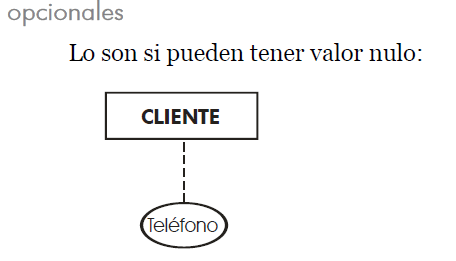 opcionales
Lo son si pueden tener valor nulo:
CLIENTE
Teléfono